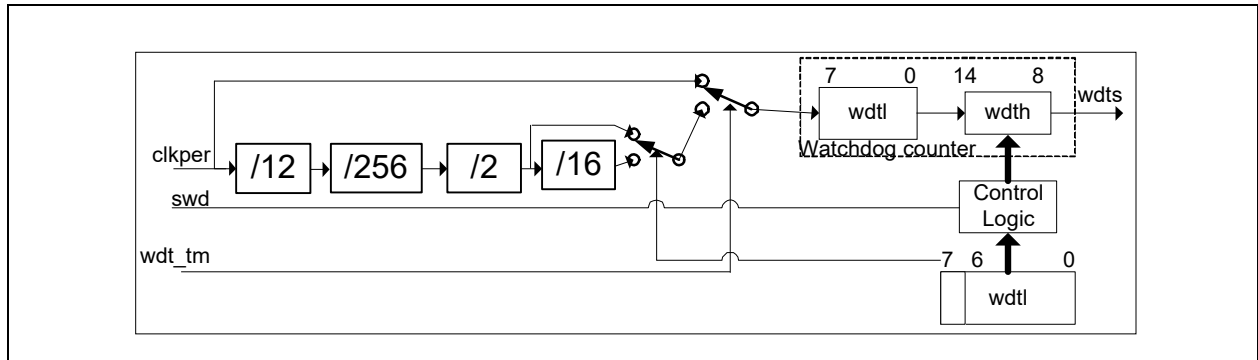 7 0 14 8
wdts
wdtl wdth
Watchdog counter
clkper
/12 /256 /2 /16
swd
Control
Logic
wdt_tm
7 6 0
wdtl